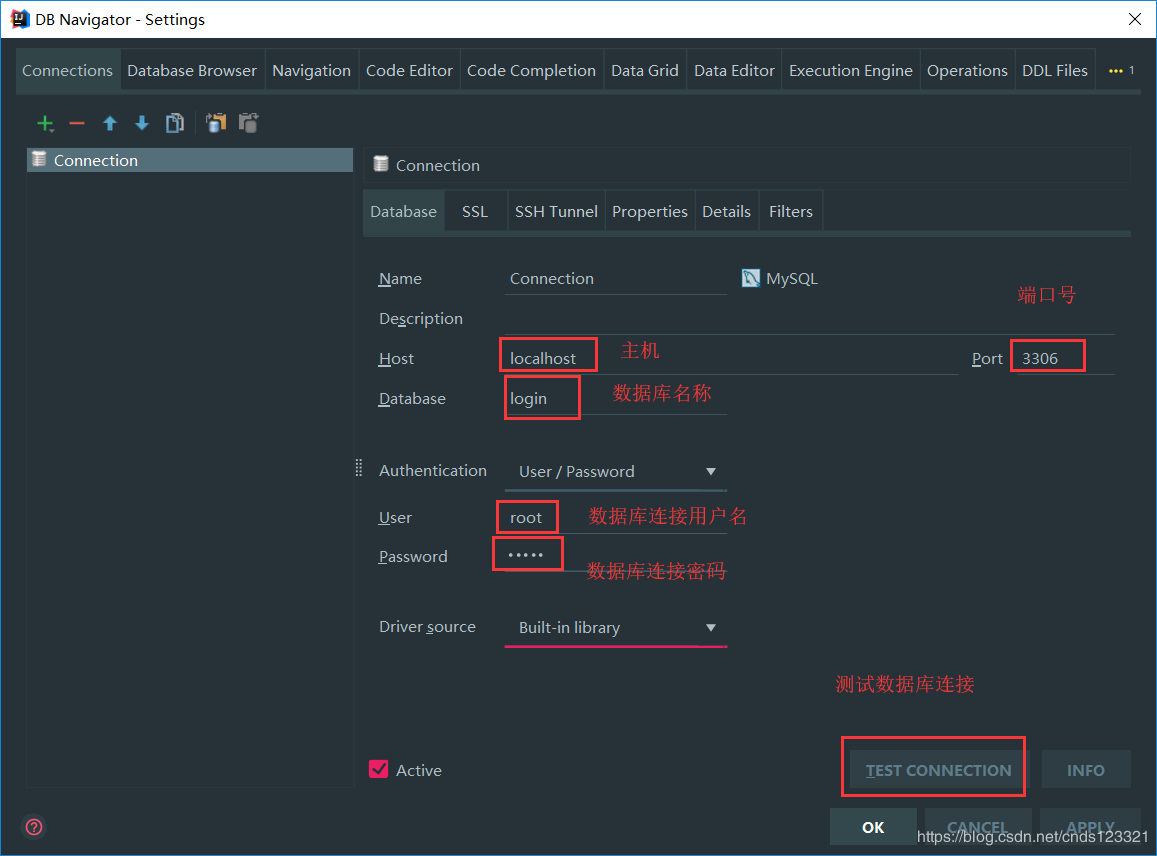 DB Navigator - Settings
Connections Database Browser Navigation Code Editor Code Completion Data Grid Data Editor Execution Engine Operations DDL Files ••• 1
Connection
Connection
Database SSL SSH Tunnel Properties Details Filters
Name Connection MySQL
端口号
Description
Host localhost 主机 Port 3306
Database login 数据库名称
Authentication User / Password
User root 数据库连接用户名
Password ••••• 数据库连接密码
Driver source Built-in library
测试数据库连接
Active TEST CONNECTION INFO
OK CANCEL APPLY
https://blog.csdn.net/cnds123321